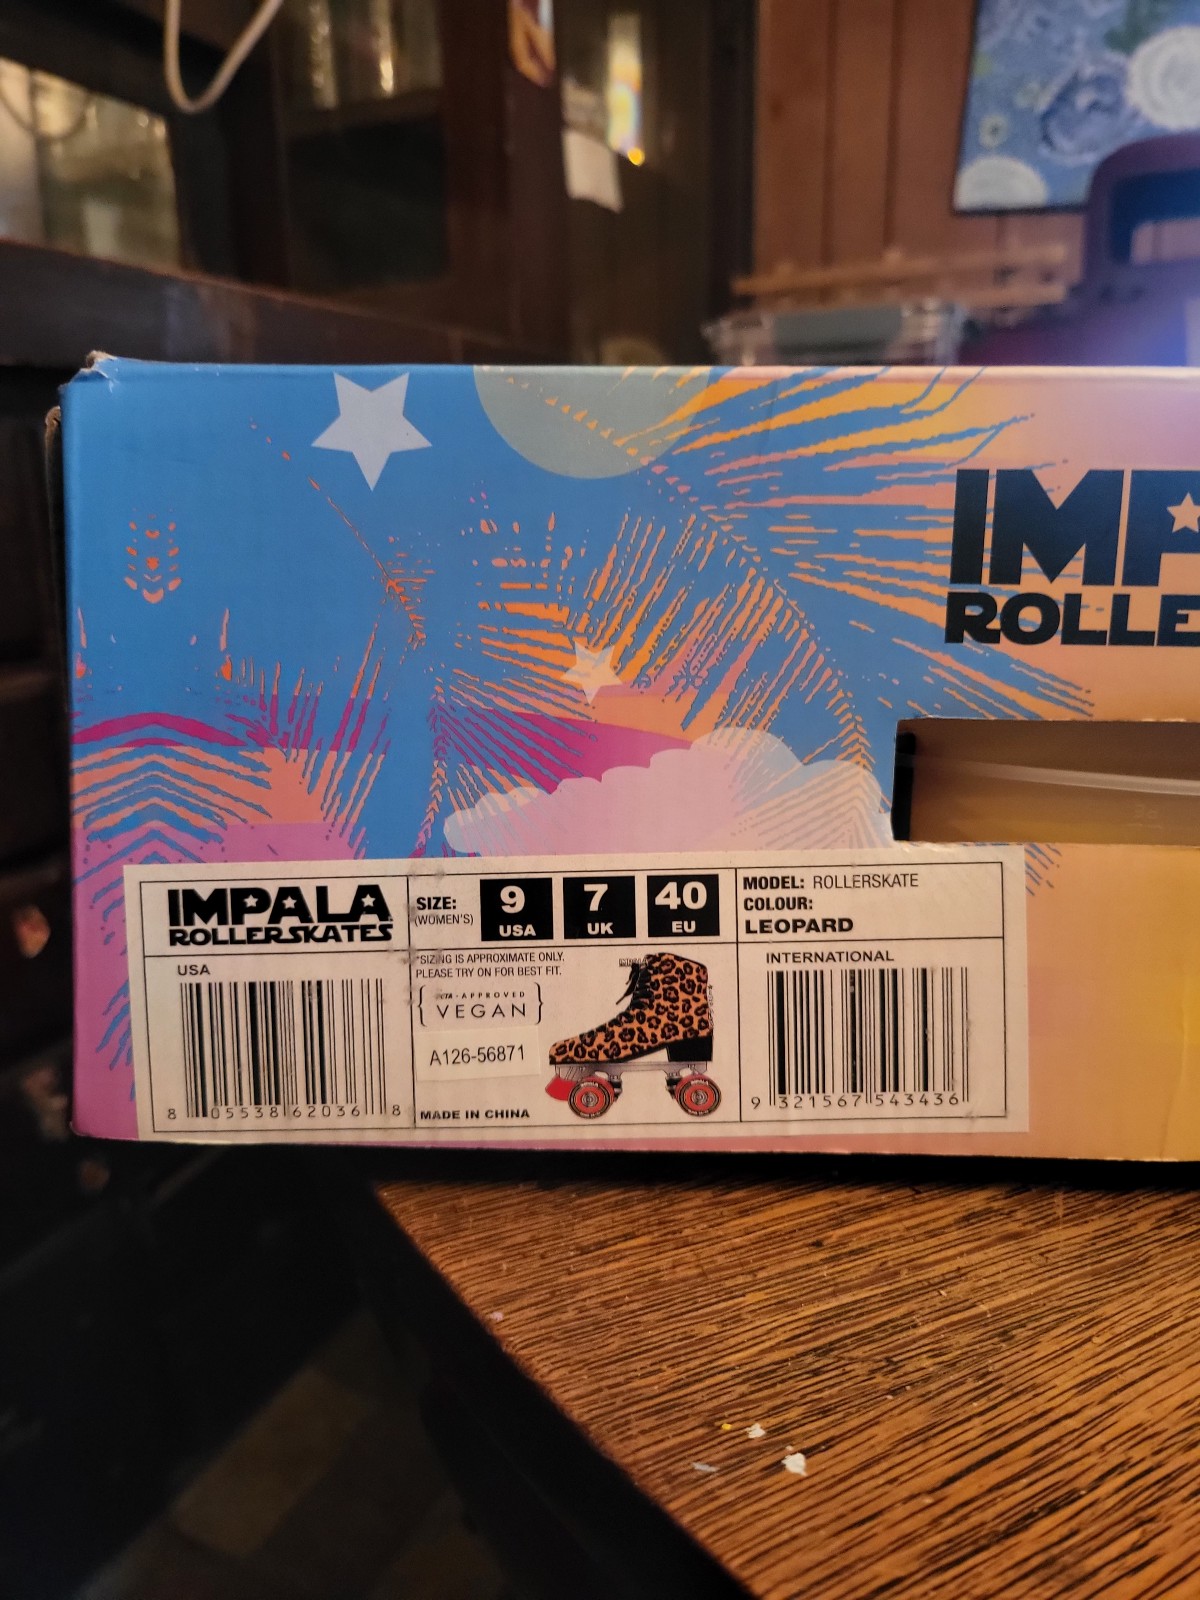 IMP
ROLLE
IMPALA
ROLLERSKATES
SIZE:
(WOMEN'S)
9
USA
7
UK
40
EU
MODEL: ROLLERSKATE
COLOUR:
LEOPARD
USA
8 05538 62036 8
*SIZING IS APPROXIMATE ONLY.
PLEASE TRY ON FOR BEST FIT.
PETA-APPROVED
VEGAN
A126-56871
MADE IN CHINA
INTERNATIONAL
9 321567 543436